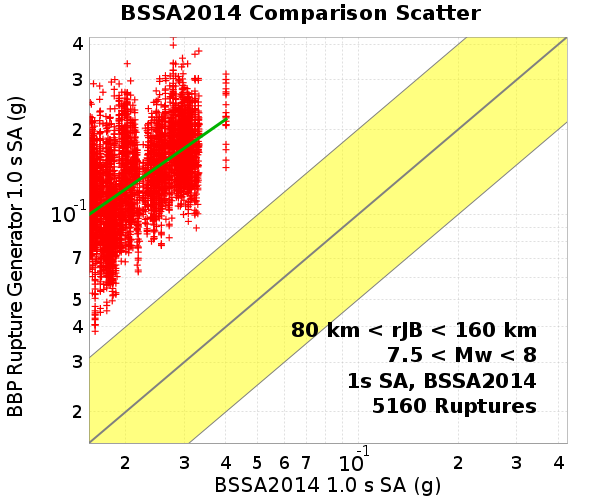 BSSA2014 Comparison Scatter
BBP Rupture Generator 1.0 s SA (g)
4
3
2
10^-1
7
5
4
3
2
80 km < rJB < 160 km
7.5 < Mw < 8
1s SA, BSSA2014
5160 Ruptures
2 3 4 5 6 7 10^-1 2 3 4
BSSA2014 1.0 s SA (g)